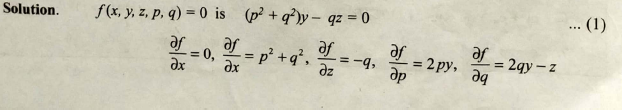 Solution. f(x, y, z, p, q) = 0 is (p² + q²)y – qz = 0 ... (1)
∂f/∂x = 0, ∂f/∂x = p² + q², ∂f/∂z = –q, ∂f/∂p = 2py, ∂f/∂q = 2qy – z